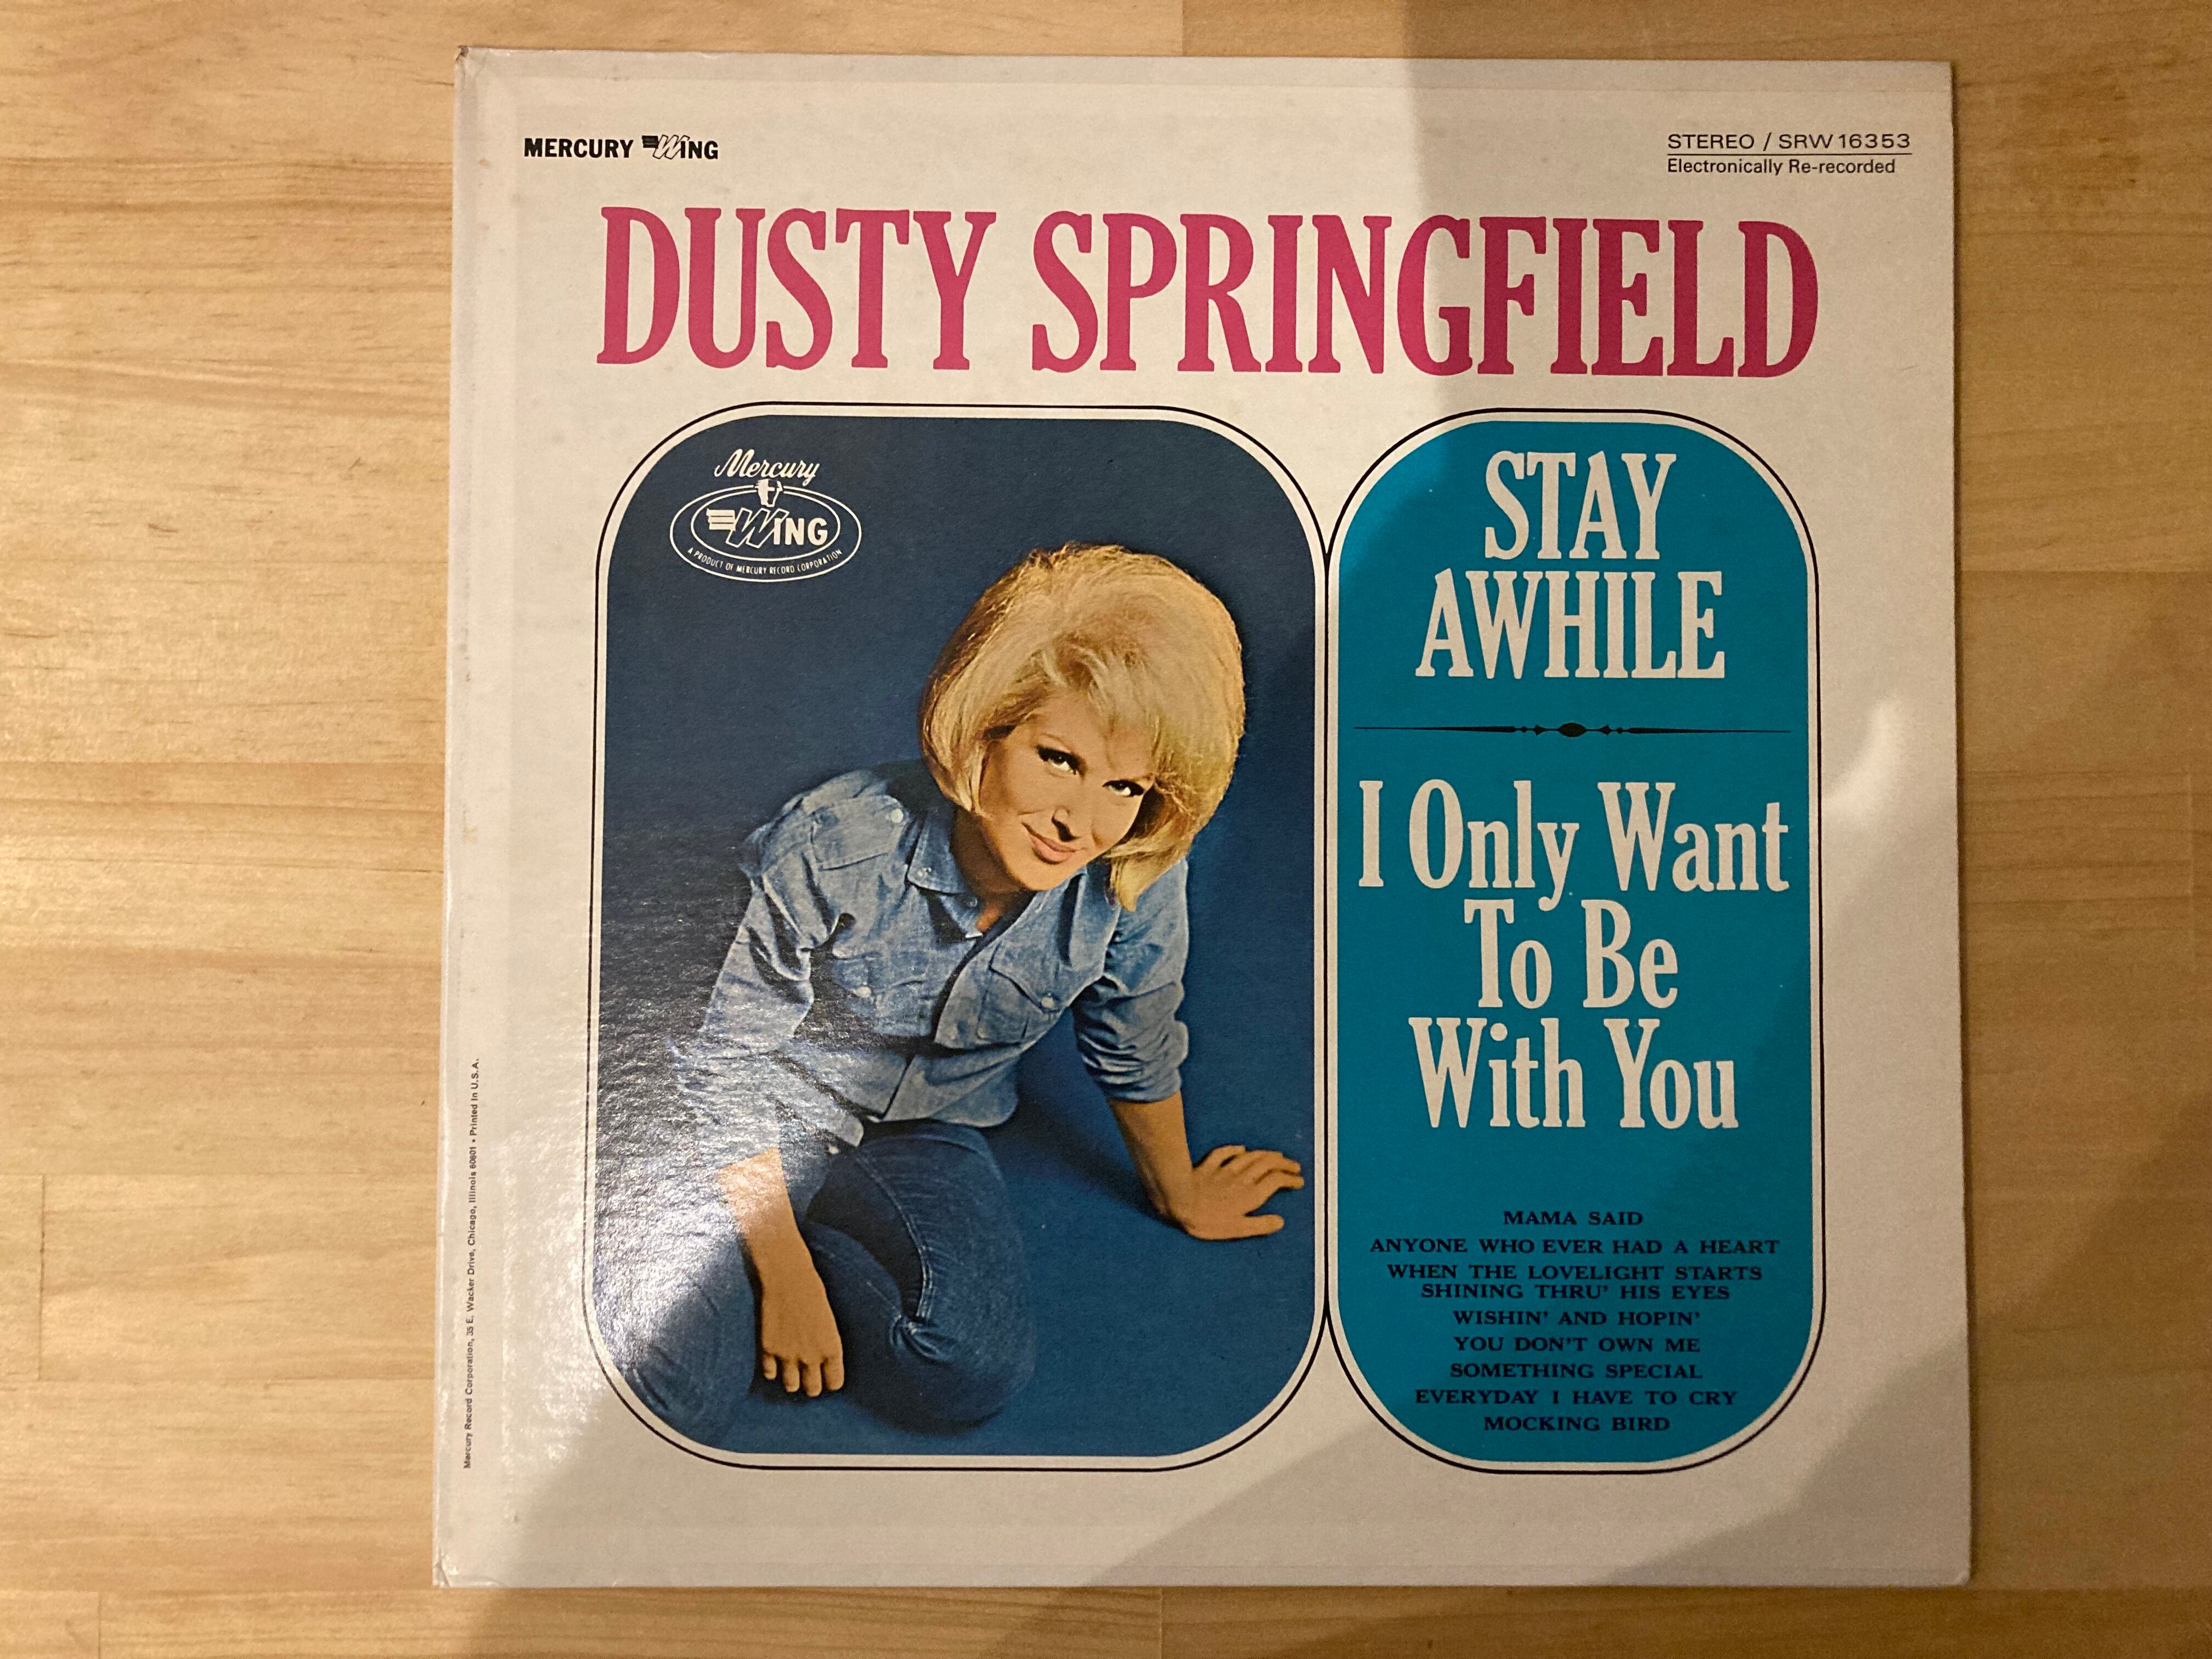 MERCURY WING
STEREO / SRW 16353
Electronically Re-recorded
DUSTY SPRINGFIELD
Mercury
WING
A PRODUCT OF MERCURY RECORD CORPORATION
STAY
AWHILE
I Only Want
To Be
With You
MAMA SAID
ANYONE WHO EVER HAD A HEART
WHEN THE LOVELIGHT STARTS
SHINING THRU' HIS EYES
WISHIN' AND HOPIN'
YOU DON'T OWN ME
SOMETHING SPECIAL
EVERYDAY I HAVE TO CRY
MOCKING BIRD
Mercury Record Corporation, 35 E. Wacker Drive, Chicago, Illinois 60601 • Printed in U.S.A.